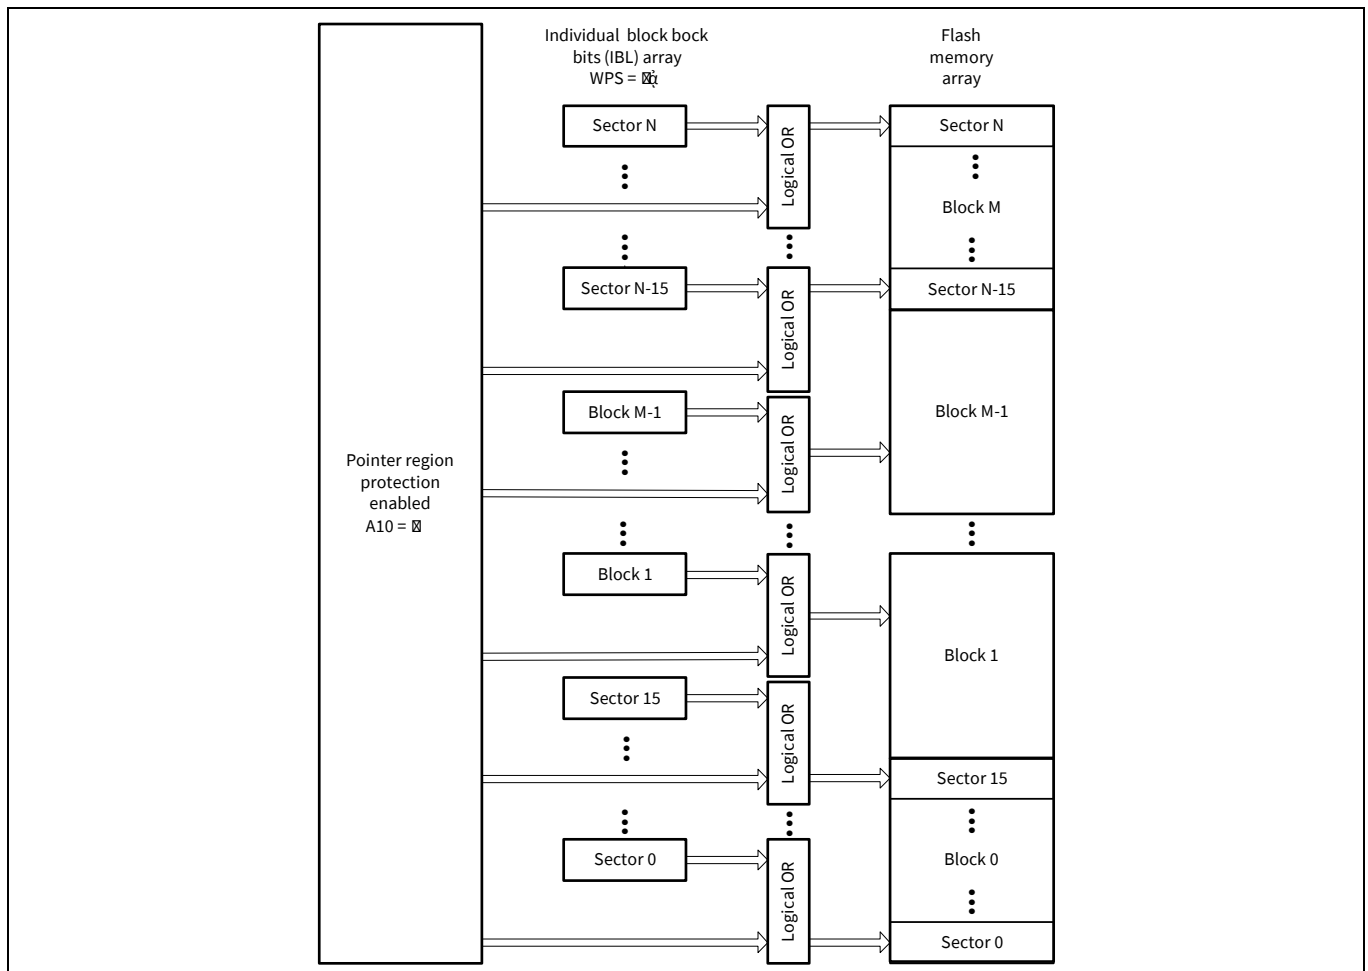 Individual block bock
bits (IBL) array
WPS =
Flash
memory
array
Sector N
Logical OR
Sector N
Block M
Sector N-15
Logical OR
Sector N-15
Block M-1
Logical OR
Block M-1
Pointer region
protection
enabled
A10 =
Block 1
Logical OR
Block 1
Sector 15
Logical OR
Sector 15
Sector 0
Logical OR
Block 0
Sector 0